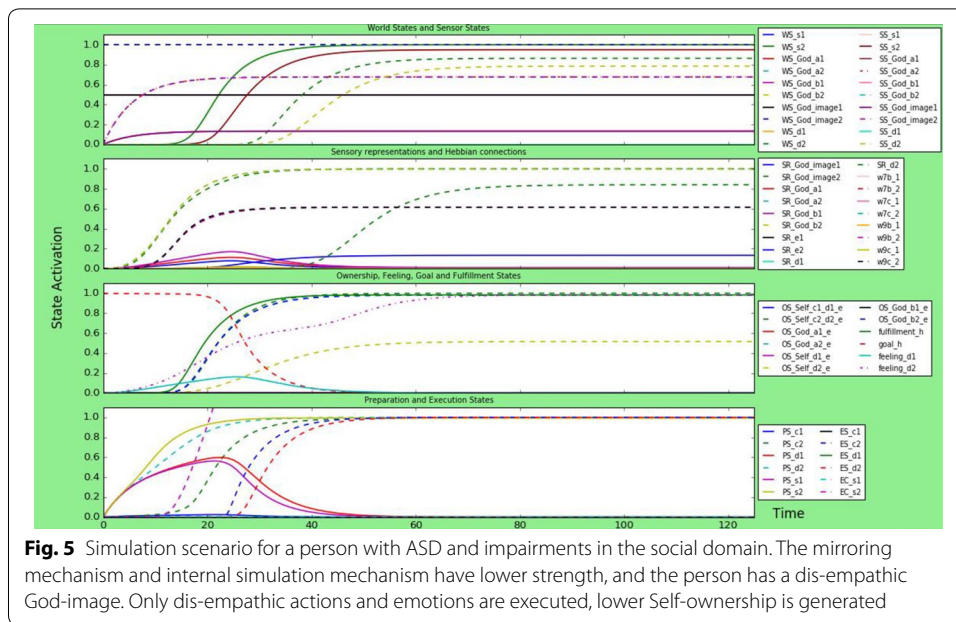 World States and Sensor States
1.0
0.8
0.6
0.4
0.2
0.0
WS_s1
WS_s2
WS_God_a1
WS_God_a2
WS_God_b1
WS_God_b2
WS_God_image1
WS_God_image2
WS_d1
WS_d2
SS_s1
SS_s2
SS_God_a1
SS_God_a2
SS_God_b1
SS_God_b2
SS_God_image1
SS_God_image2
SS_d1
SS_d2
Sensory representations and Hebbian connections
1.0
0.8
0.6
0.4
0.2
0.0
SR_God_image1
SR_God_image2
SR_God_a1
SR_God_a2
SR_God_b1
SR_God_b2
SR_e1
SR_e2
SR_d1
SR_d2
w7b_1
w7b_2
w7c_1
w7c_2
w9b_1
w9b_2
w9c_1
w9c_2
State Activation
Ownership, Feeling, Goal and Fulfillment States
1.0
0.8
0.6
0.4
0.2
0.0
OS_Self_c1_d1_e
OS_Self_c2_d2_e
OS_God_a1_e
OS_God_a2_e
OS_Self_d1_e
OS_Self_d2_e
OS_God_b1_e
OS_God_b2_e
fulfillment_h
goal_h
feeling_d1
feeling_d2
Preparation and Execution States
1.0
0.8
0.6
0.4
0.2
0.0
PS_c1
PS_c2
PS_d1
PS_d2
PS_s1
PS_s2
ES_c1
ES_c2
ES_d1
ES_d2
EC_s1
EC_s2
0 20 40 60 80 100 120
Time
Fig. 5 Simulation scenario for a person with ASD and impairments in the social domain. The mirroring
mechanism and internal simulation mechanism have lower strength, and the person has a dis-empathic
God-image. Only dis-empathic actions and emotions are executed, lower Self-ownership is generated